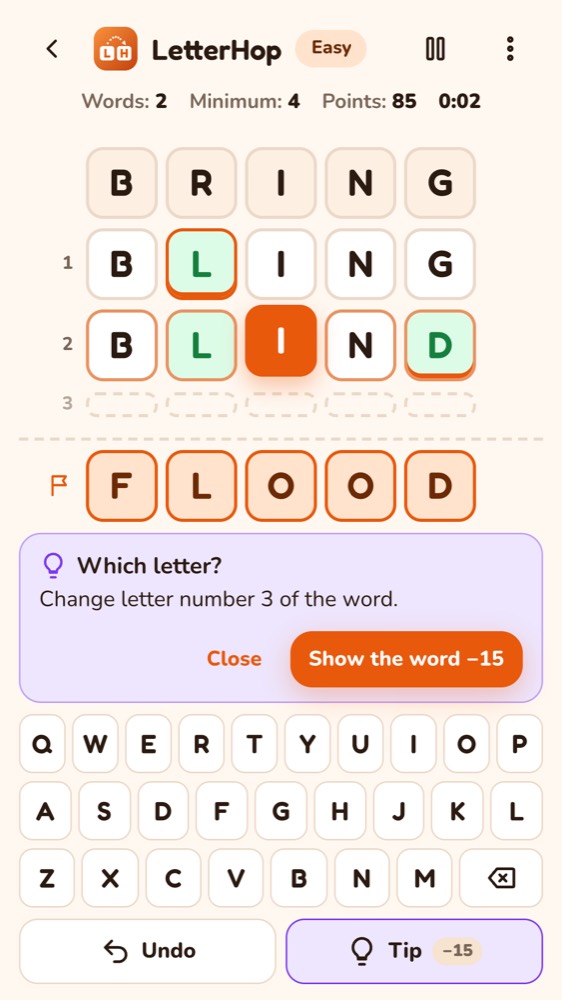 LH LetterHop Easy
Words: 2 Minimum: 4 Points: 85 0:02
B R I N G
1 B L I N G
2 B L I N D
3
F L O O D
Which letter?
Change letter number 3 of the word.
Close Show the word −15
Q W E R T Y U I O P
A S D F G H J K L
Z X C V B N M
Undo Tip −15